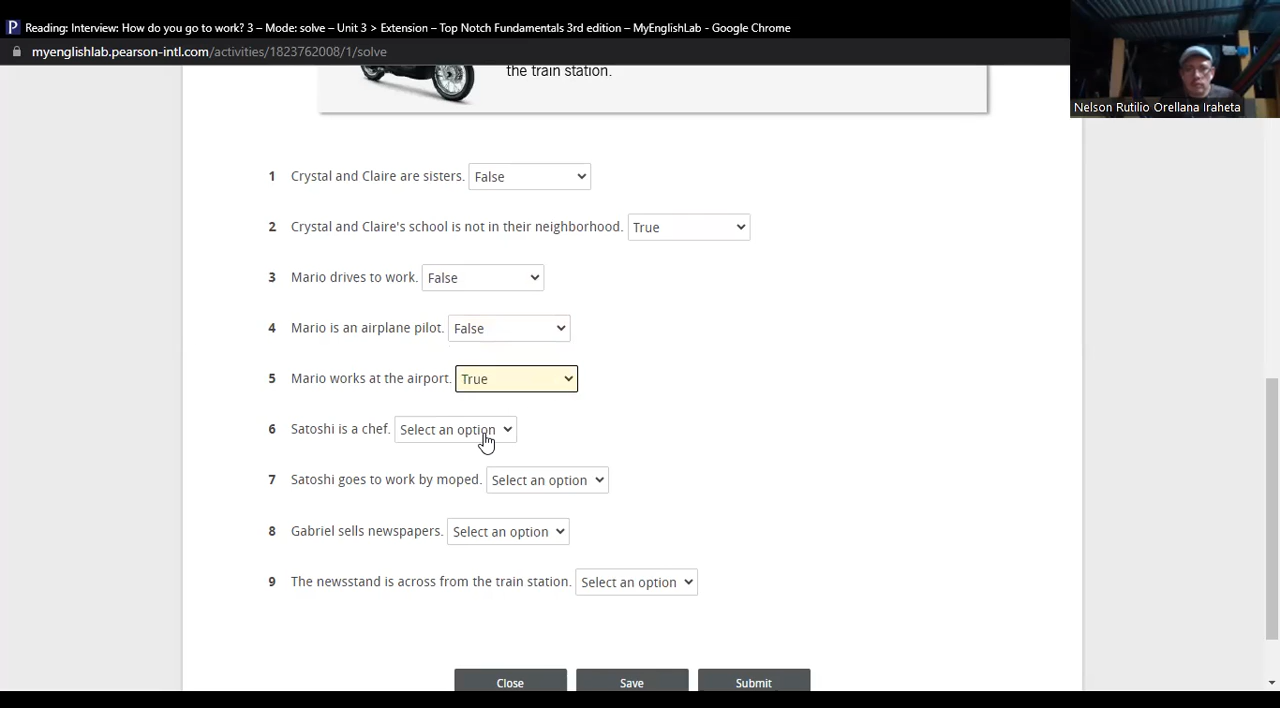 Reading: Interview: How do you go to work? 3 – Mode: solve – Unit 3 > Extension – Top Notch Fundamentals 3rd edition – MyEnglishLab - Google Chrome
myenglishlab.pearson-intl.com/activities/1823762008/1/solve
Nelson Rutilio Orellana Iraheta
the train station.
1 Crystal and Claire are sisters. False
2 Crystal and Claire's school is not in their neighborhood. True
3 Mario drives to work. False
4 Mario is an airplane pilot. False
5 Mario works at the airport. True
6 Satoshi is a chef. Select an option
7 Satoshi goes to work by moped. Select an option
8 Gabriel sells newspapers. Select an option
9 The newsstand is across from the train station. Select an option
Close Save Submit